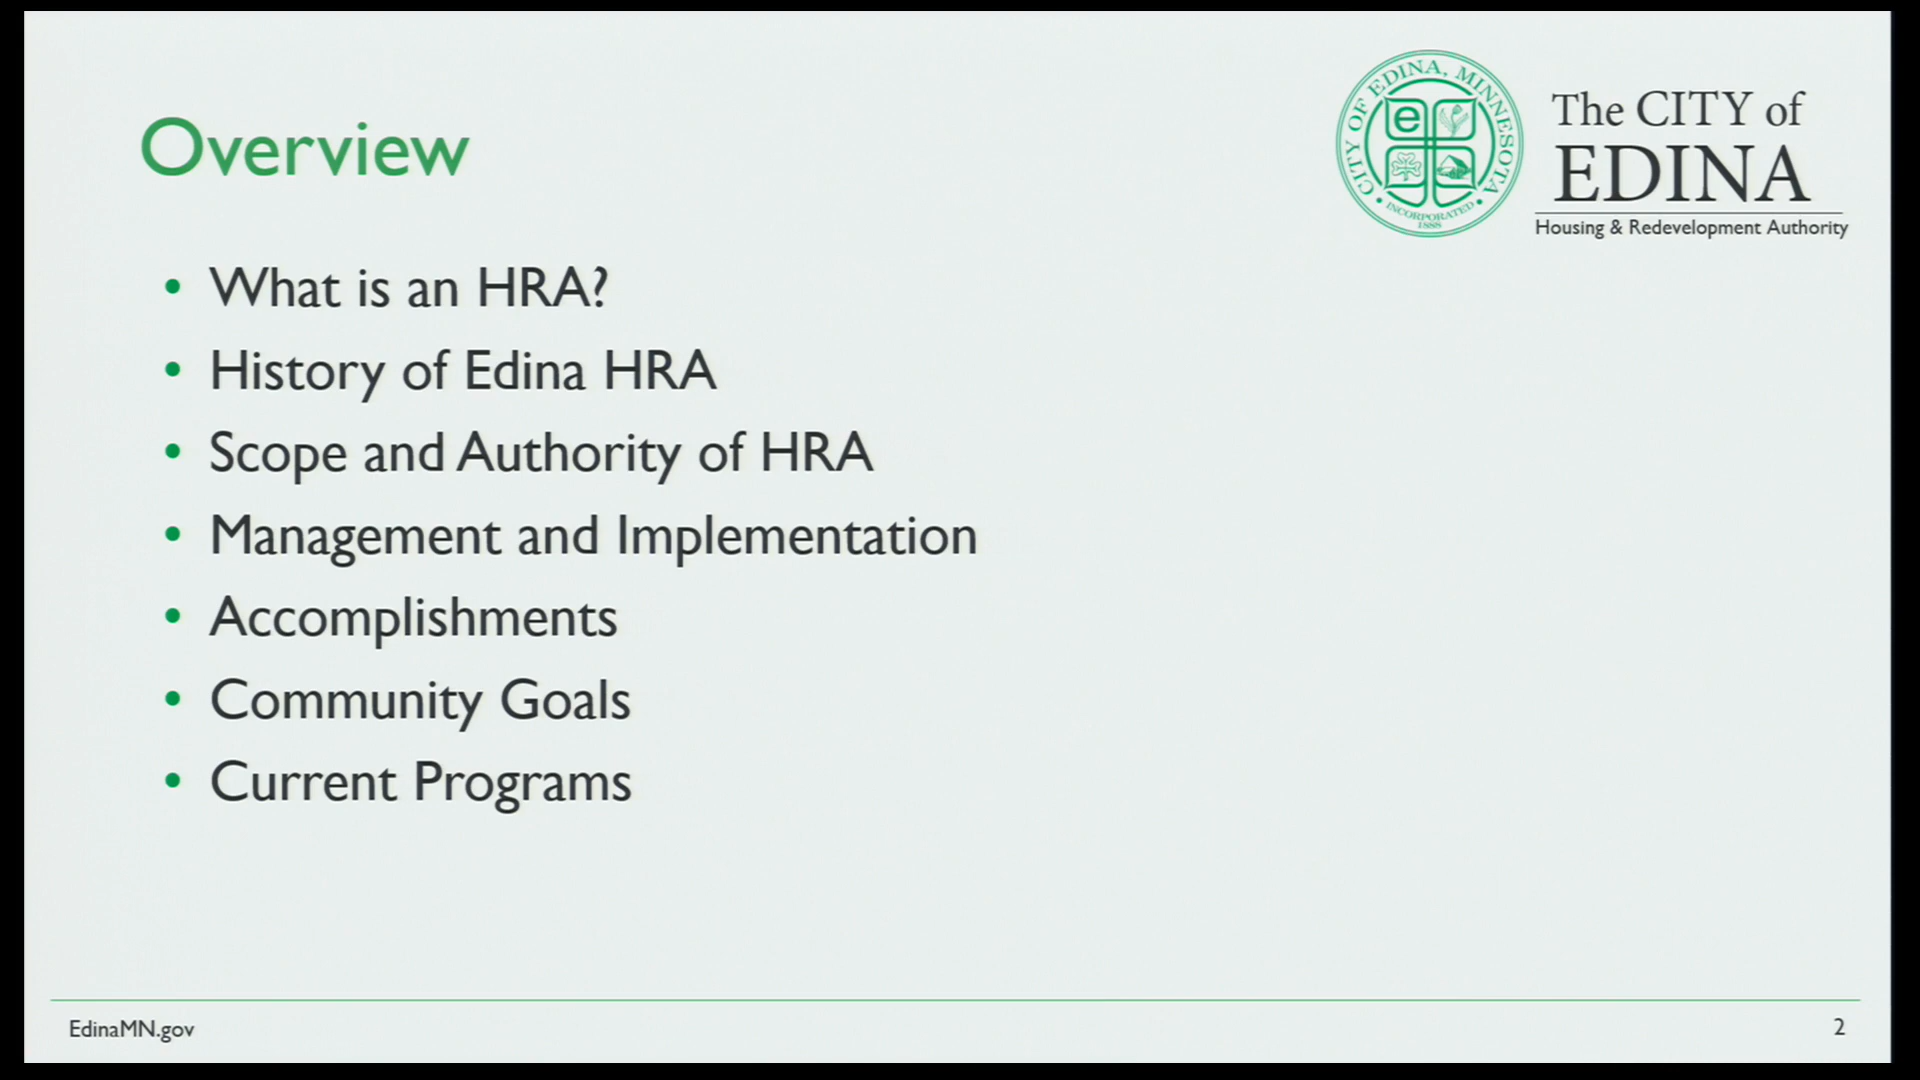 Overview
CITY OF EDINA, MINNESOTA
e
• INCORPORATED •
1888
The CITY of
EDINA
Housing & Redevelopment Authority
• What is an HRA?
• History of Edina HRA
• Scope and Authority of HRA
• Management and Implementation
• Accomplishments
• Community Goals
• Current Programs
EdinaMN.gov
2